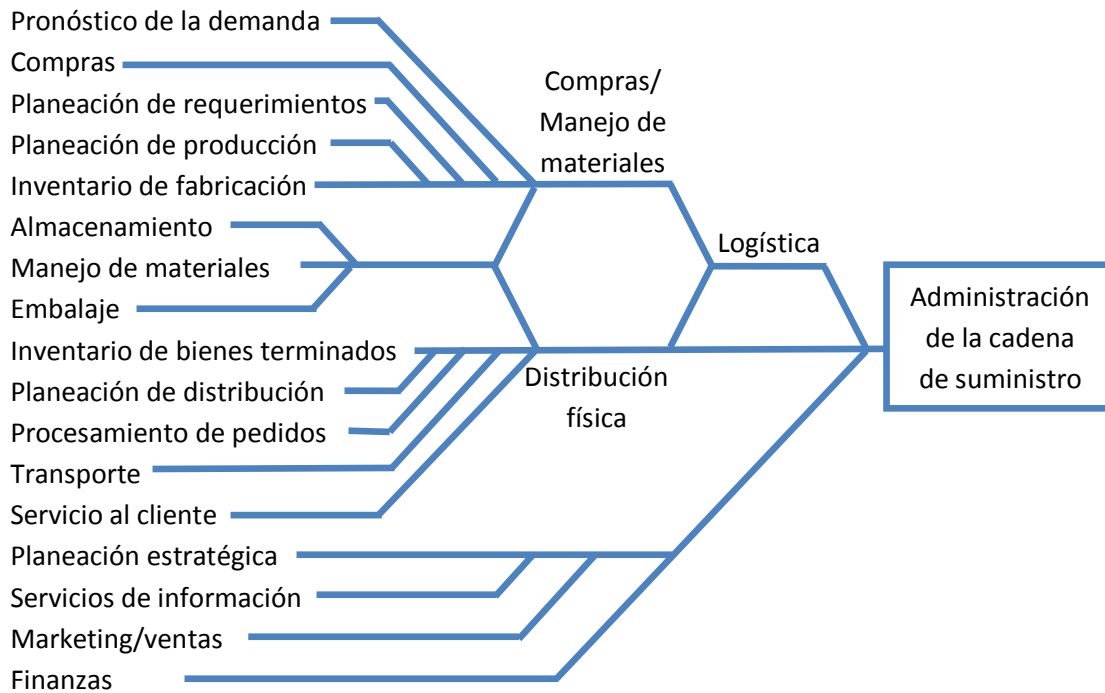 Pronóstico de la demanda
Compras
Planeación de requerimientos
Planeación de producción
Inventario de fabricación
Almacenamiento
Manejo de materiales
Embalaje
Inventario de bienes terminados
Planeación de distribución
Procesamiento de pedidos
Transporte
Servicio al cliente
Planeación estratégica
Servicios de información
Marketing/ventas
Finanzas
Compras/
Manejo de
materiales
Distribución
física
Logística
Administración
de la cadena
de suministro